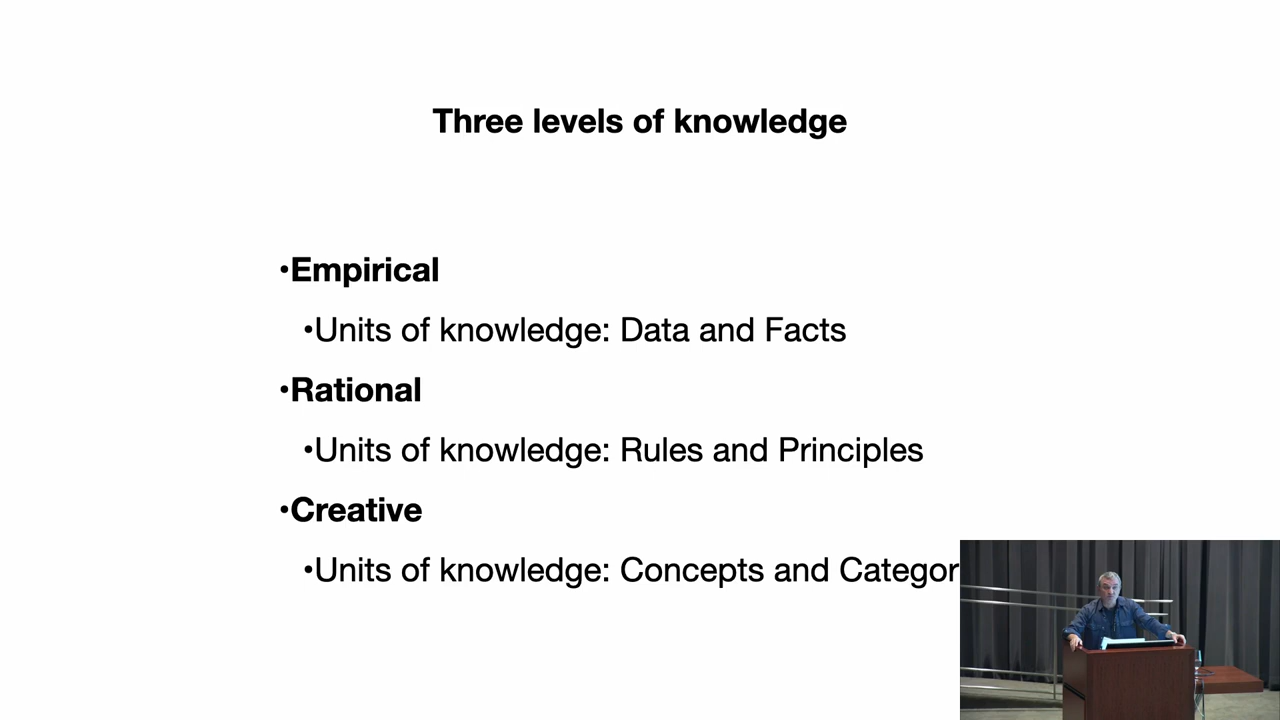 Three levels of knowledge
•Empirical
•Units of knowledge: Data and Facts
•Rational
•Units of knowledge: Rules and Principles
•Creative
•Units of knowledge: Concepts and Categor